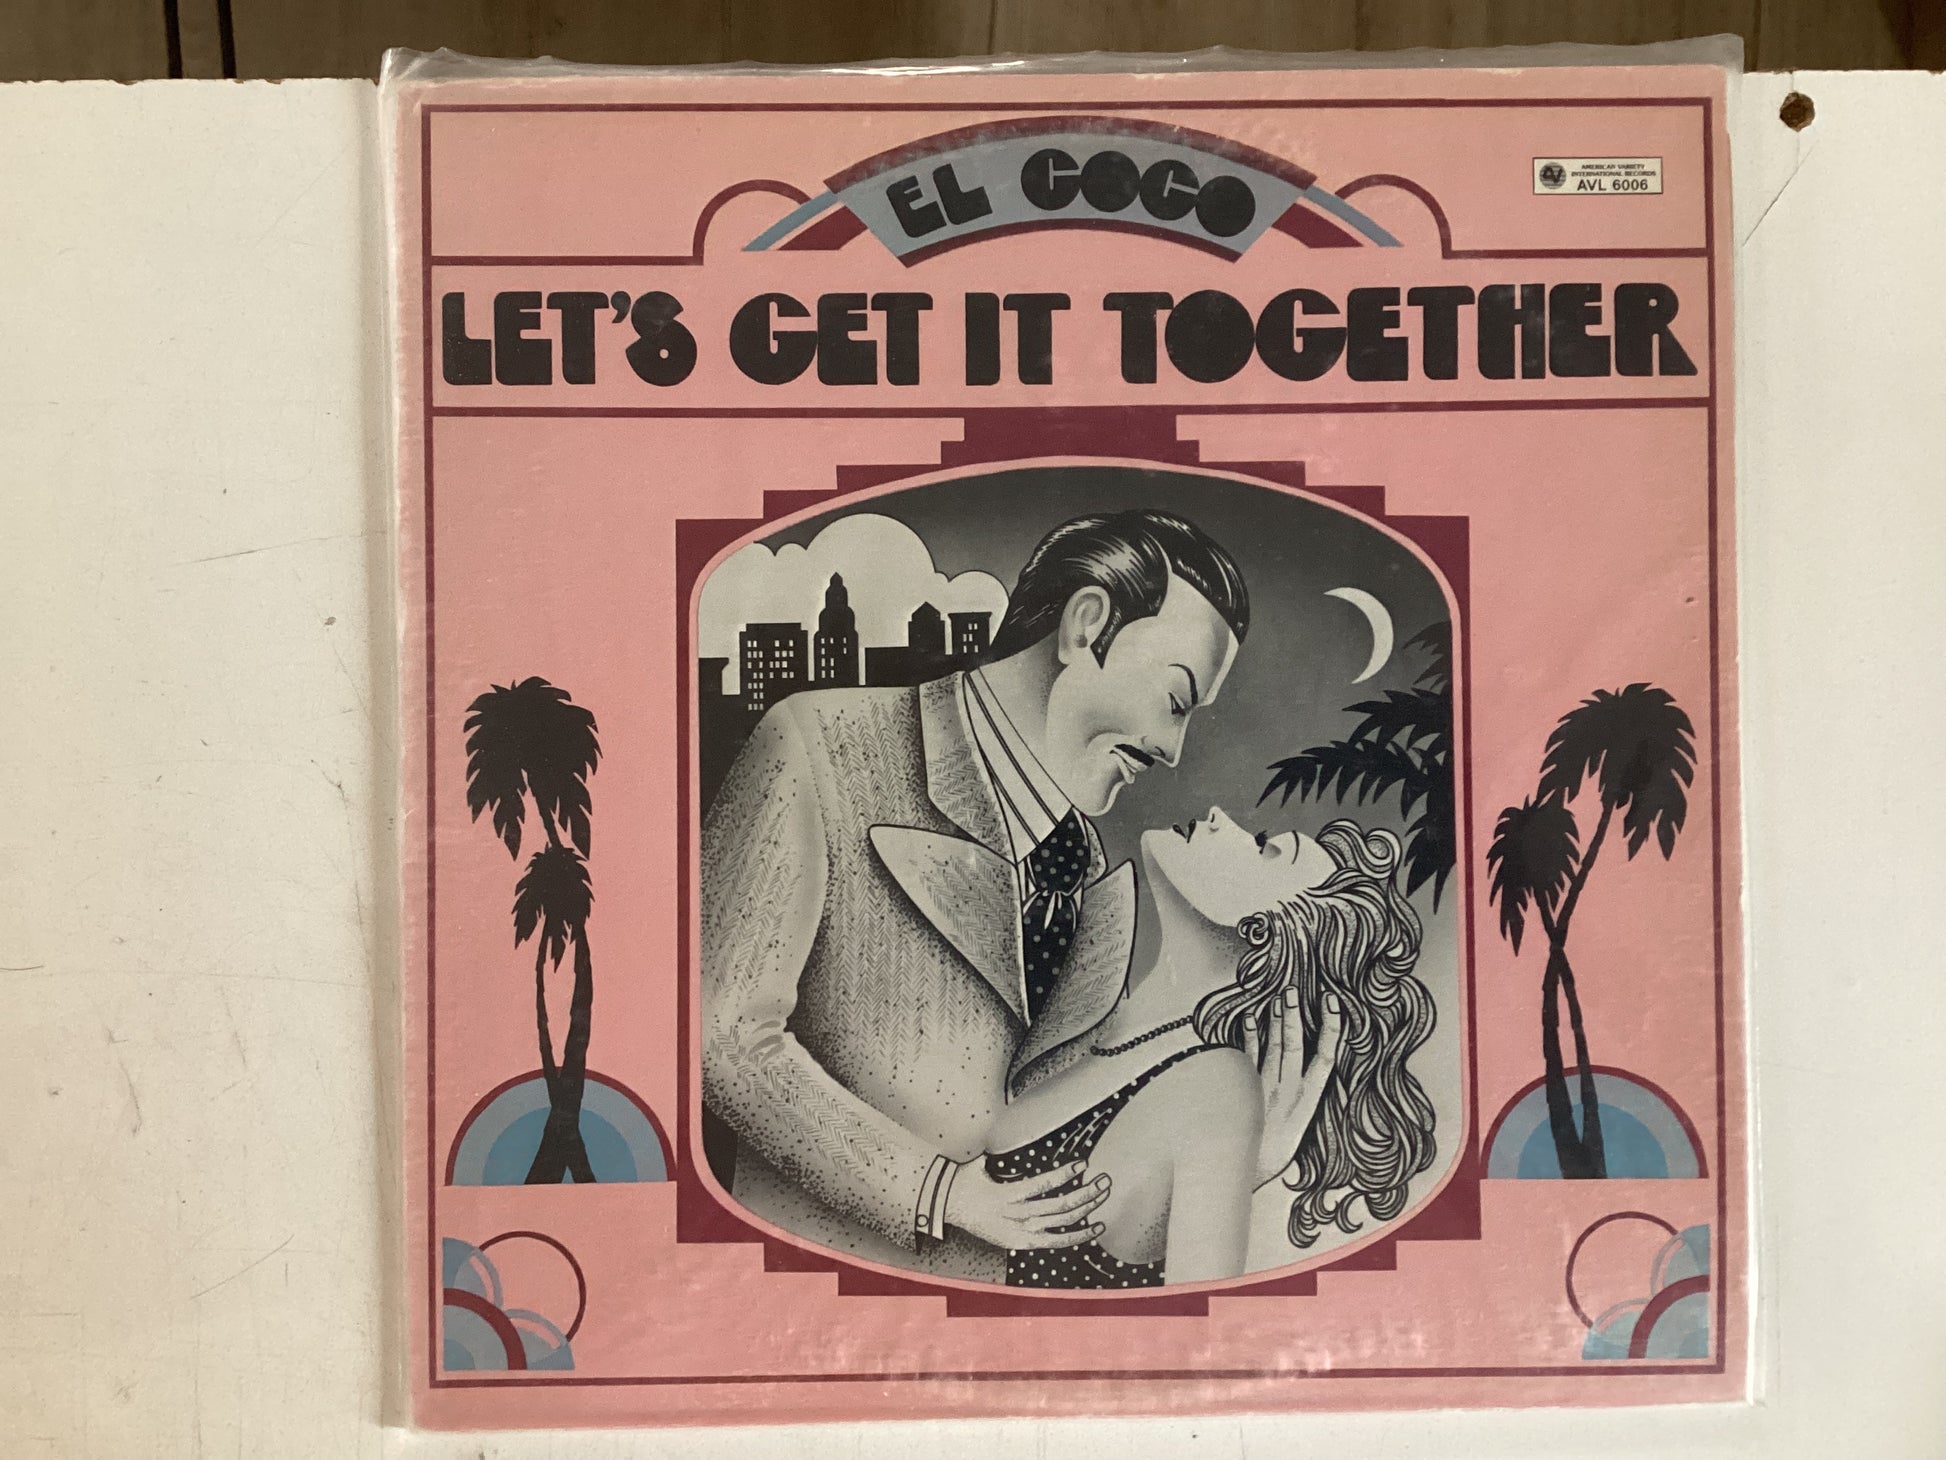 EL COCO
AMERICAN VARIETY
INTERNATIONAL RECORDS
AVL 6006
LET'S GET IT TOGETHER